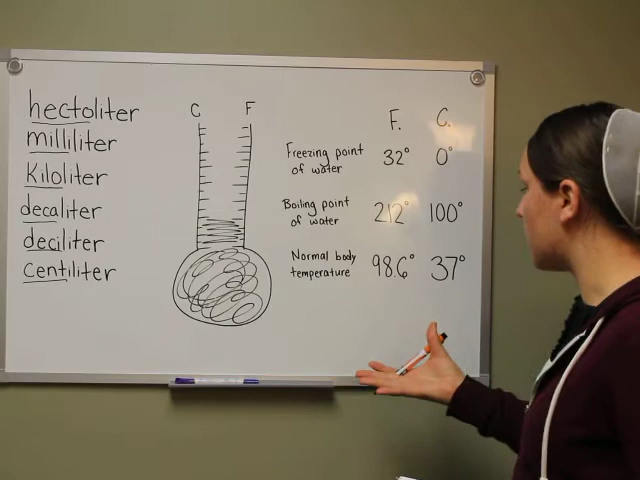 hectoliter
milliliter
Kiloliter
decaliter
deciliter
centiliter
C F
F. C.
Freezing point
of water 32° 0°
Boiling point
of water 212° 100°
Normal body
temperature 98.6° 37°